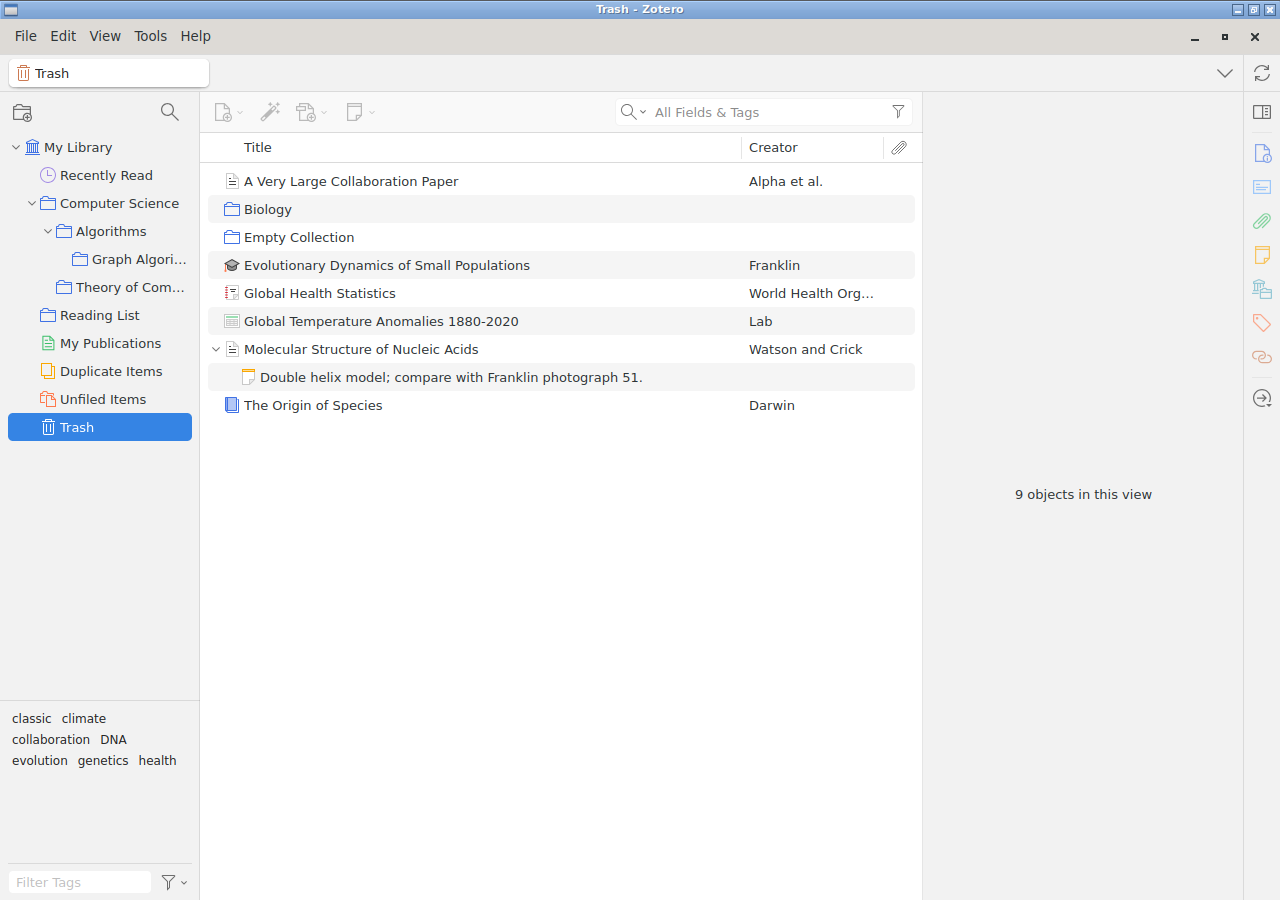 Trash - Zotero
File Edit View Tools Help
Trash
All Fields & Tags
My Library
Recently Read
Computer Science
Algorithms
Graph Algori...
Theory of Com...
Reading List
My Publications
Duplicate Items
Unfiled Items
Trash
Title Creator
A Very Large Collaboration Paper Alpha et al.
Biology
Empty Collection
Evolutionary Dynamics of Small Populations Franklin
Global Health Statistics World Health Org...
Global Temperature Anomalies 1880-2020 Lab
Molecular Structure of Nucleic Acids Watson and Crick
Double helix model; compare with Franklin photograph 51.
The Origin of Species Darwin
9 objects in this view
classic climate
collaboration DNA
evolution genetics health
Filter Tags